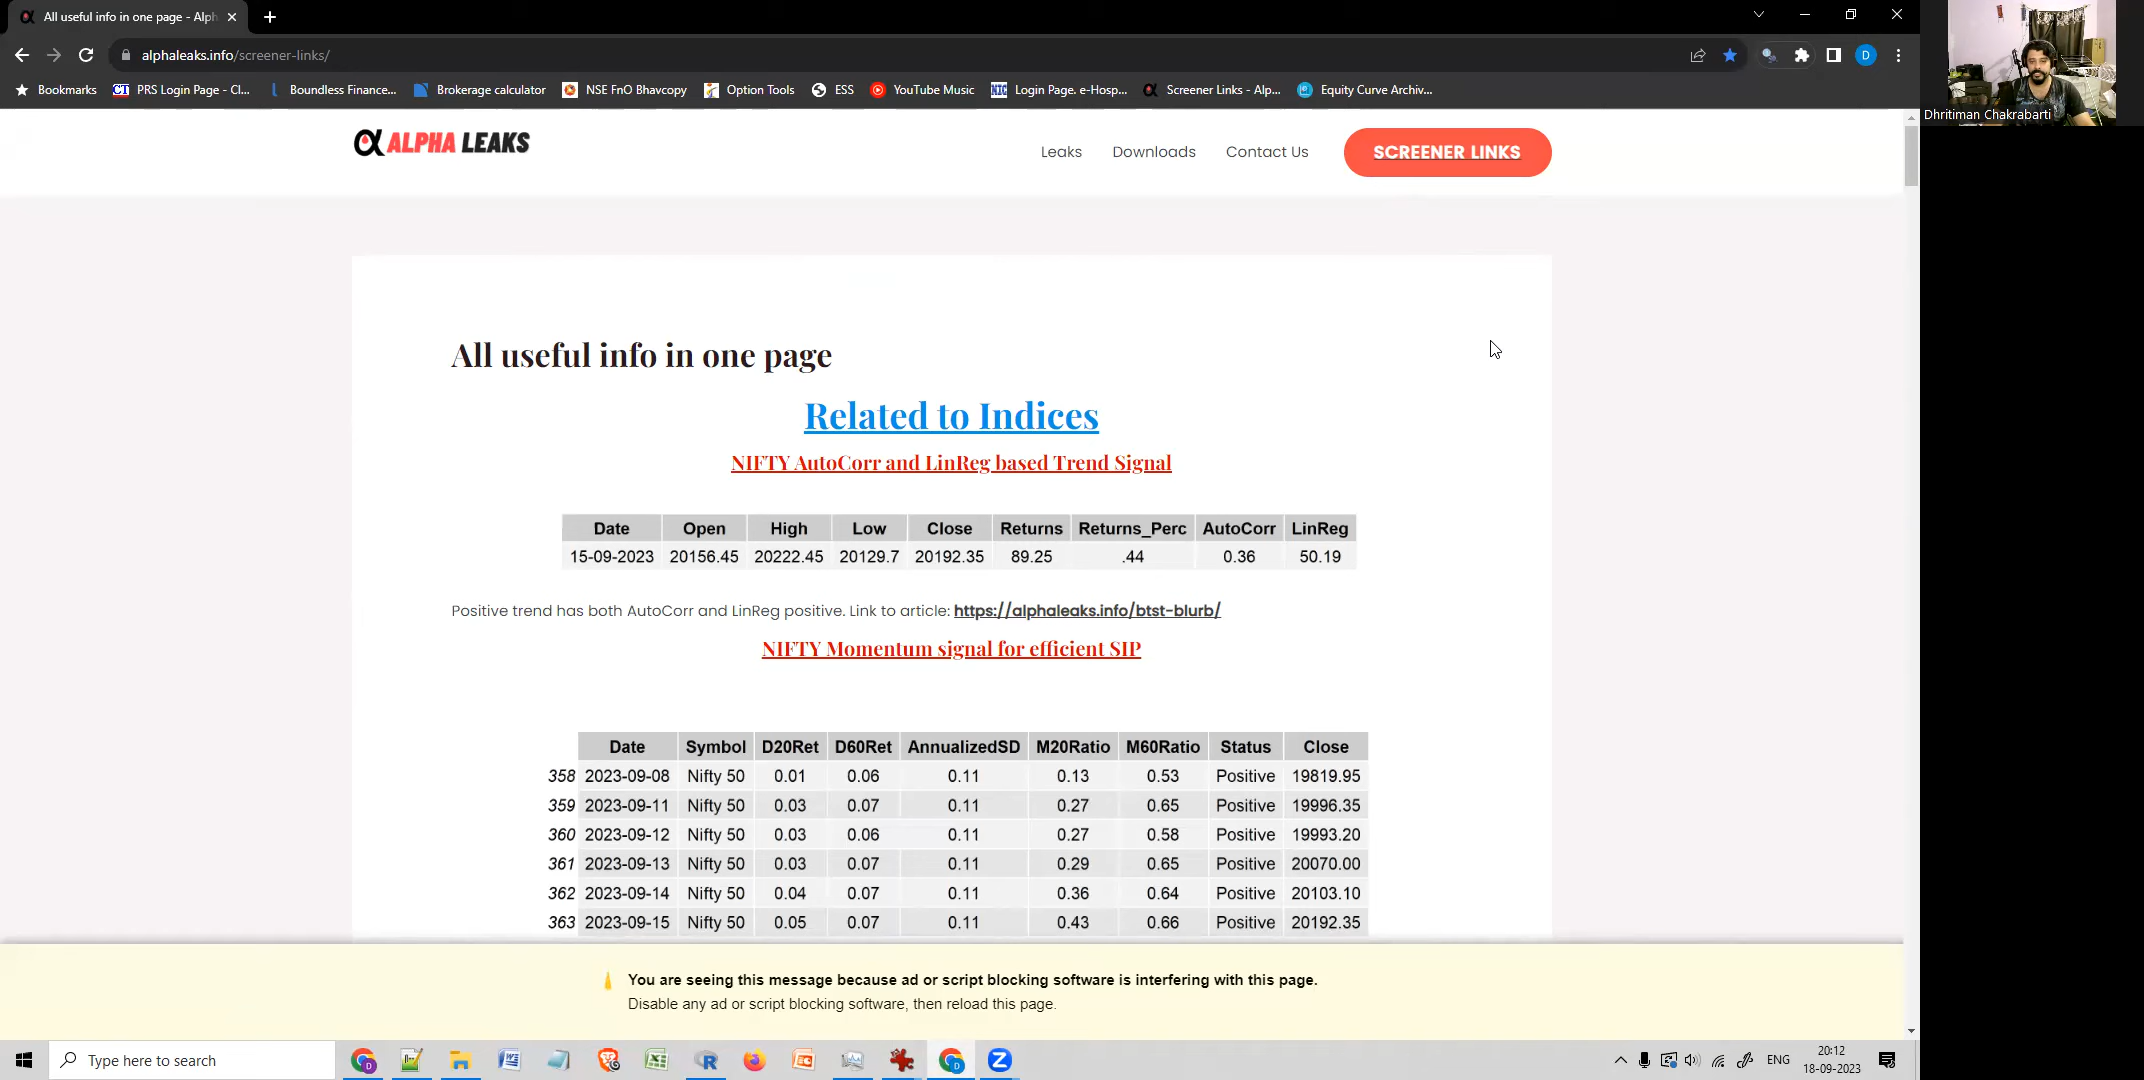 All useful info in one page - Alph
alphaleaks.info/screener-links/
Bookmarks PRS Login Page - Cl... Boundless Finance... Brokerage calculator NSE FnO Bhavcopy Option Tools ESS YouTube Music Login Page. e-Hosp... Screener Links - Alp... Equity Curve Archiv...
Dhritiman Chakrabarti
ALPHA LEAKS
Leaks Downloads Contact Us SCREENER LINKS
All useful info in one page
Related to Indices
NIFTY AutoCorr and LinReg based Trend Signal
Date Open High Low Close Returns Returns_Perc AutoCorr LinReg
15-09-2023 20156.45 20222.45 20129.7 20192.35 89.25 .44 0.36 50.19
Positive trend has both AutoCorr and LinReg positive. Link to article: https://alphaleaks.info/btst-blurb/
NIFTY Momentum signal for efficient SIP
Date Symbol D20Ret D60Ret AnnualizedSD M20Ratio M60Ratio Status Close
358 2023-09-08 Nifty 50 0.01 0.06 0.11 0.13 0.53 Positive 19819.95
359 2023-09-11 Nifty 50 0.03 0.07 0.11 0.27 0.65 Positive 19996.35
360 2023-09-12 Nifty 50 0.03 0.06 0.11 0.27 0.58 Positive 19993.20
361 2023-09-13 Nifty 50 0.03 0.07 0.11 0.29 0.65 Positive 20070.00
362 2023-09-14 Nifty 50 0.04 0.07 0.11 0.36 0.64 Positive 20103.10
363 2023-09-15 Nifty 50 0.05 0.07 0.11 0.43 0.66 Positive 20192.35
You are seeing this message because ad or script blocking software is interfering with this page.
Disable any ad or script blocking software, then reload this page.
Type here to search
ENG
20:12
18-09-2023